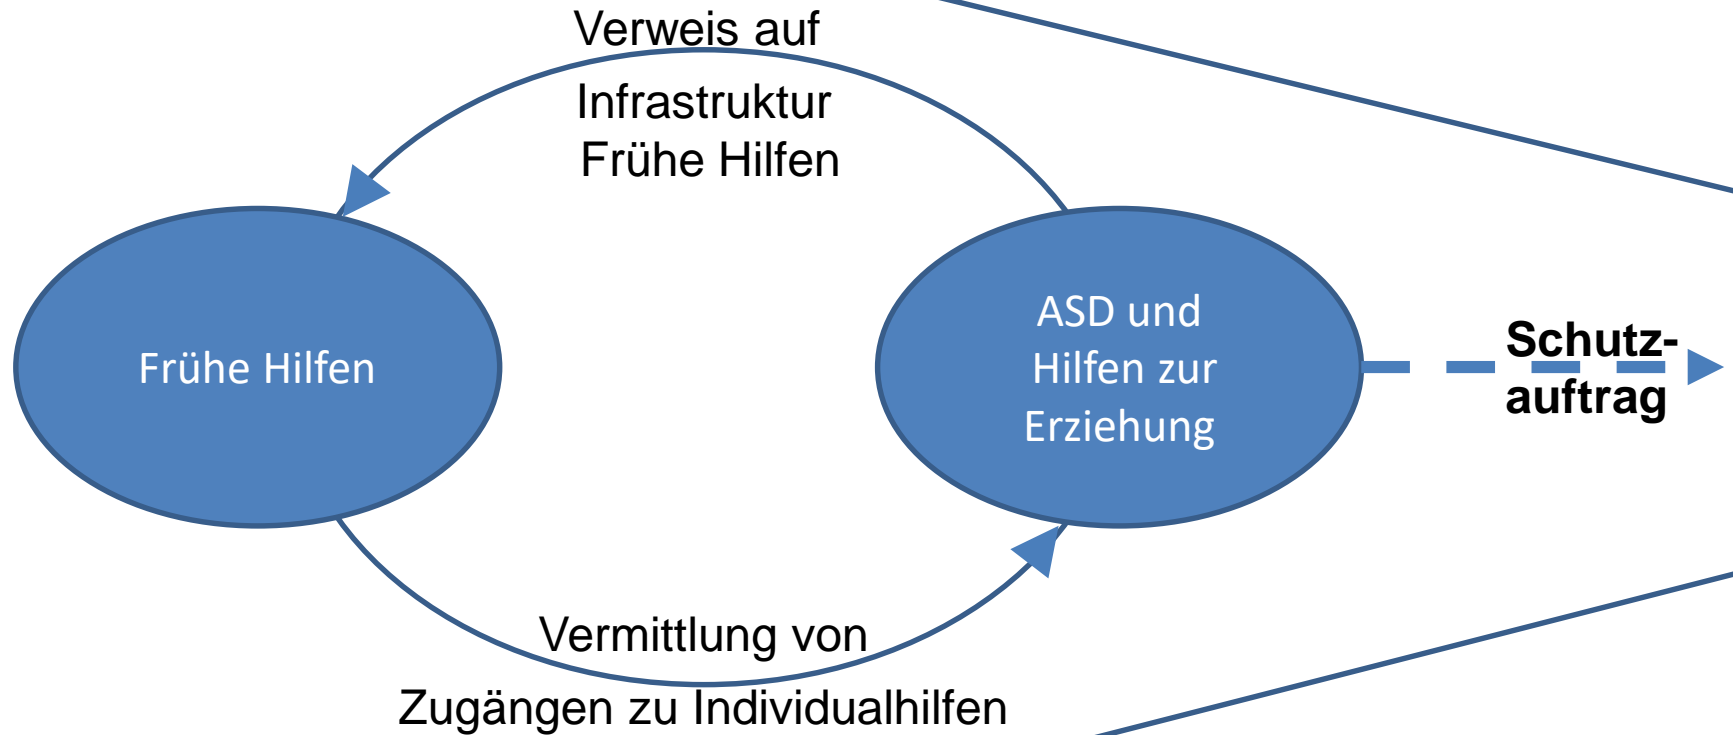 Verweis auf
Infrastruktur
Frühe Hilfen
Frühe Hilfen
ASD und
Hilfen zur
Erziehung
Schutz-
auftrag
Vermittlung von
Zugängen zu Individualhilfen